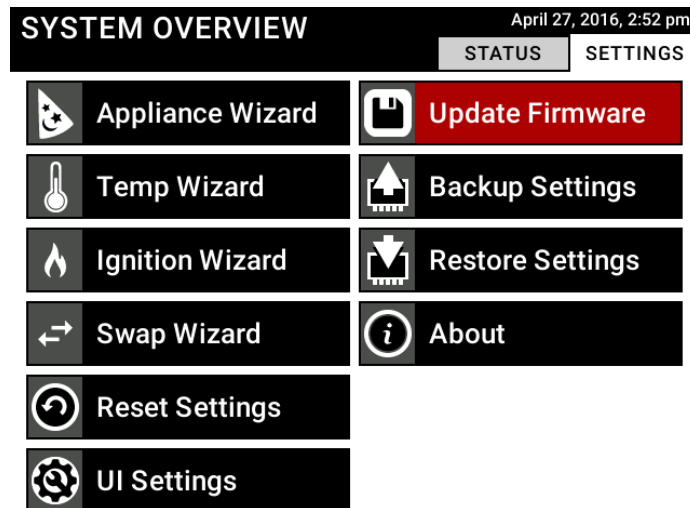 SYSTEM OVERVIEW
April 27, 2016, 2:52 pm
STATUS
SETTINGS
Appliance Wizard
Update Firmware
Temp Wizard
Backup Settings
Ignition Wizard
Restore Settings
Swap Wizard
About
Reset Settings
UI Settings